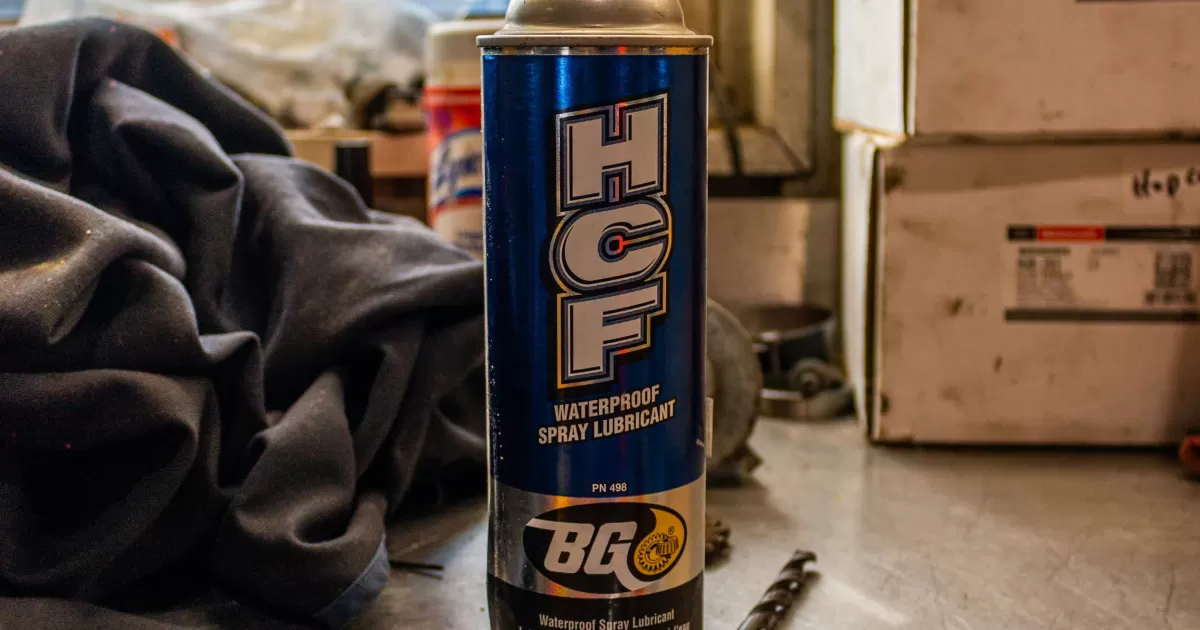 HCF
WATERPROOF
SPRAY LUBRICANT
PN 498
BG
Waterproof Spray Lubricant